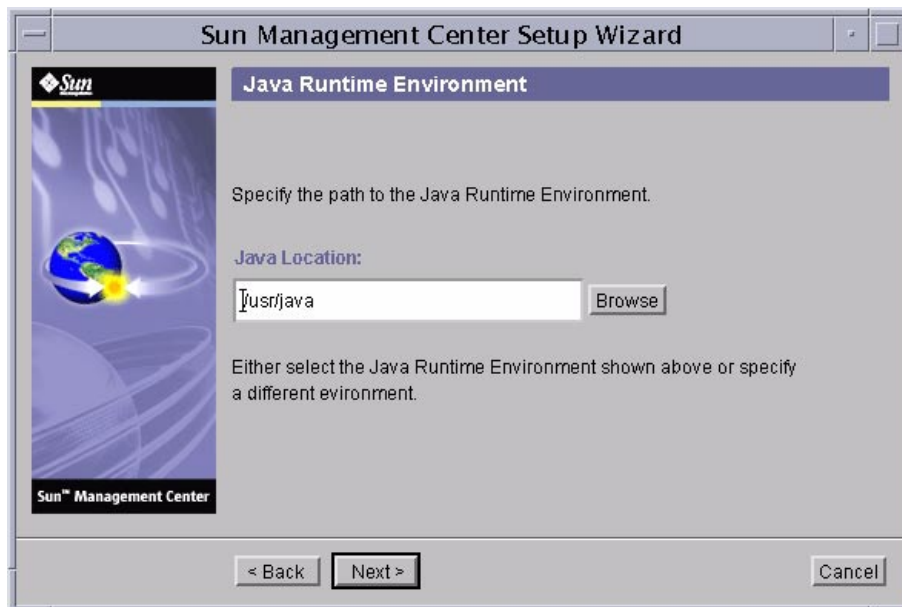 Sun Management Center Setup Wizard
Sun
Java Runtime Environment
Specify the path to the Java Runtime Environment.
Java Location:
/usr/java
Browse
Either select the Java Runtime Environment shown above or specify
a different evironment.
Sun™ Management Center
< Back
Next >
Cancel